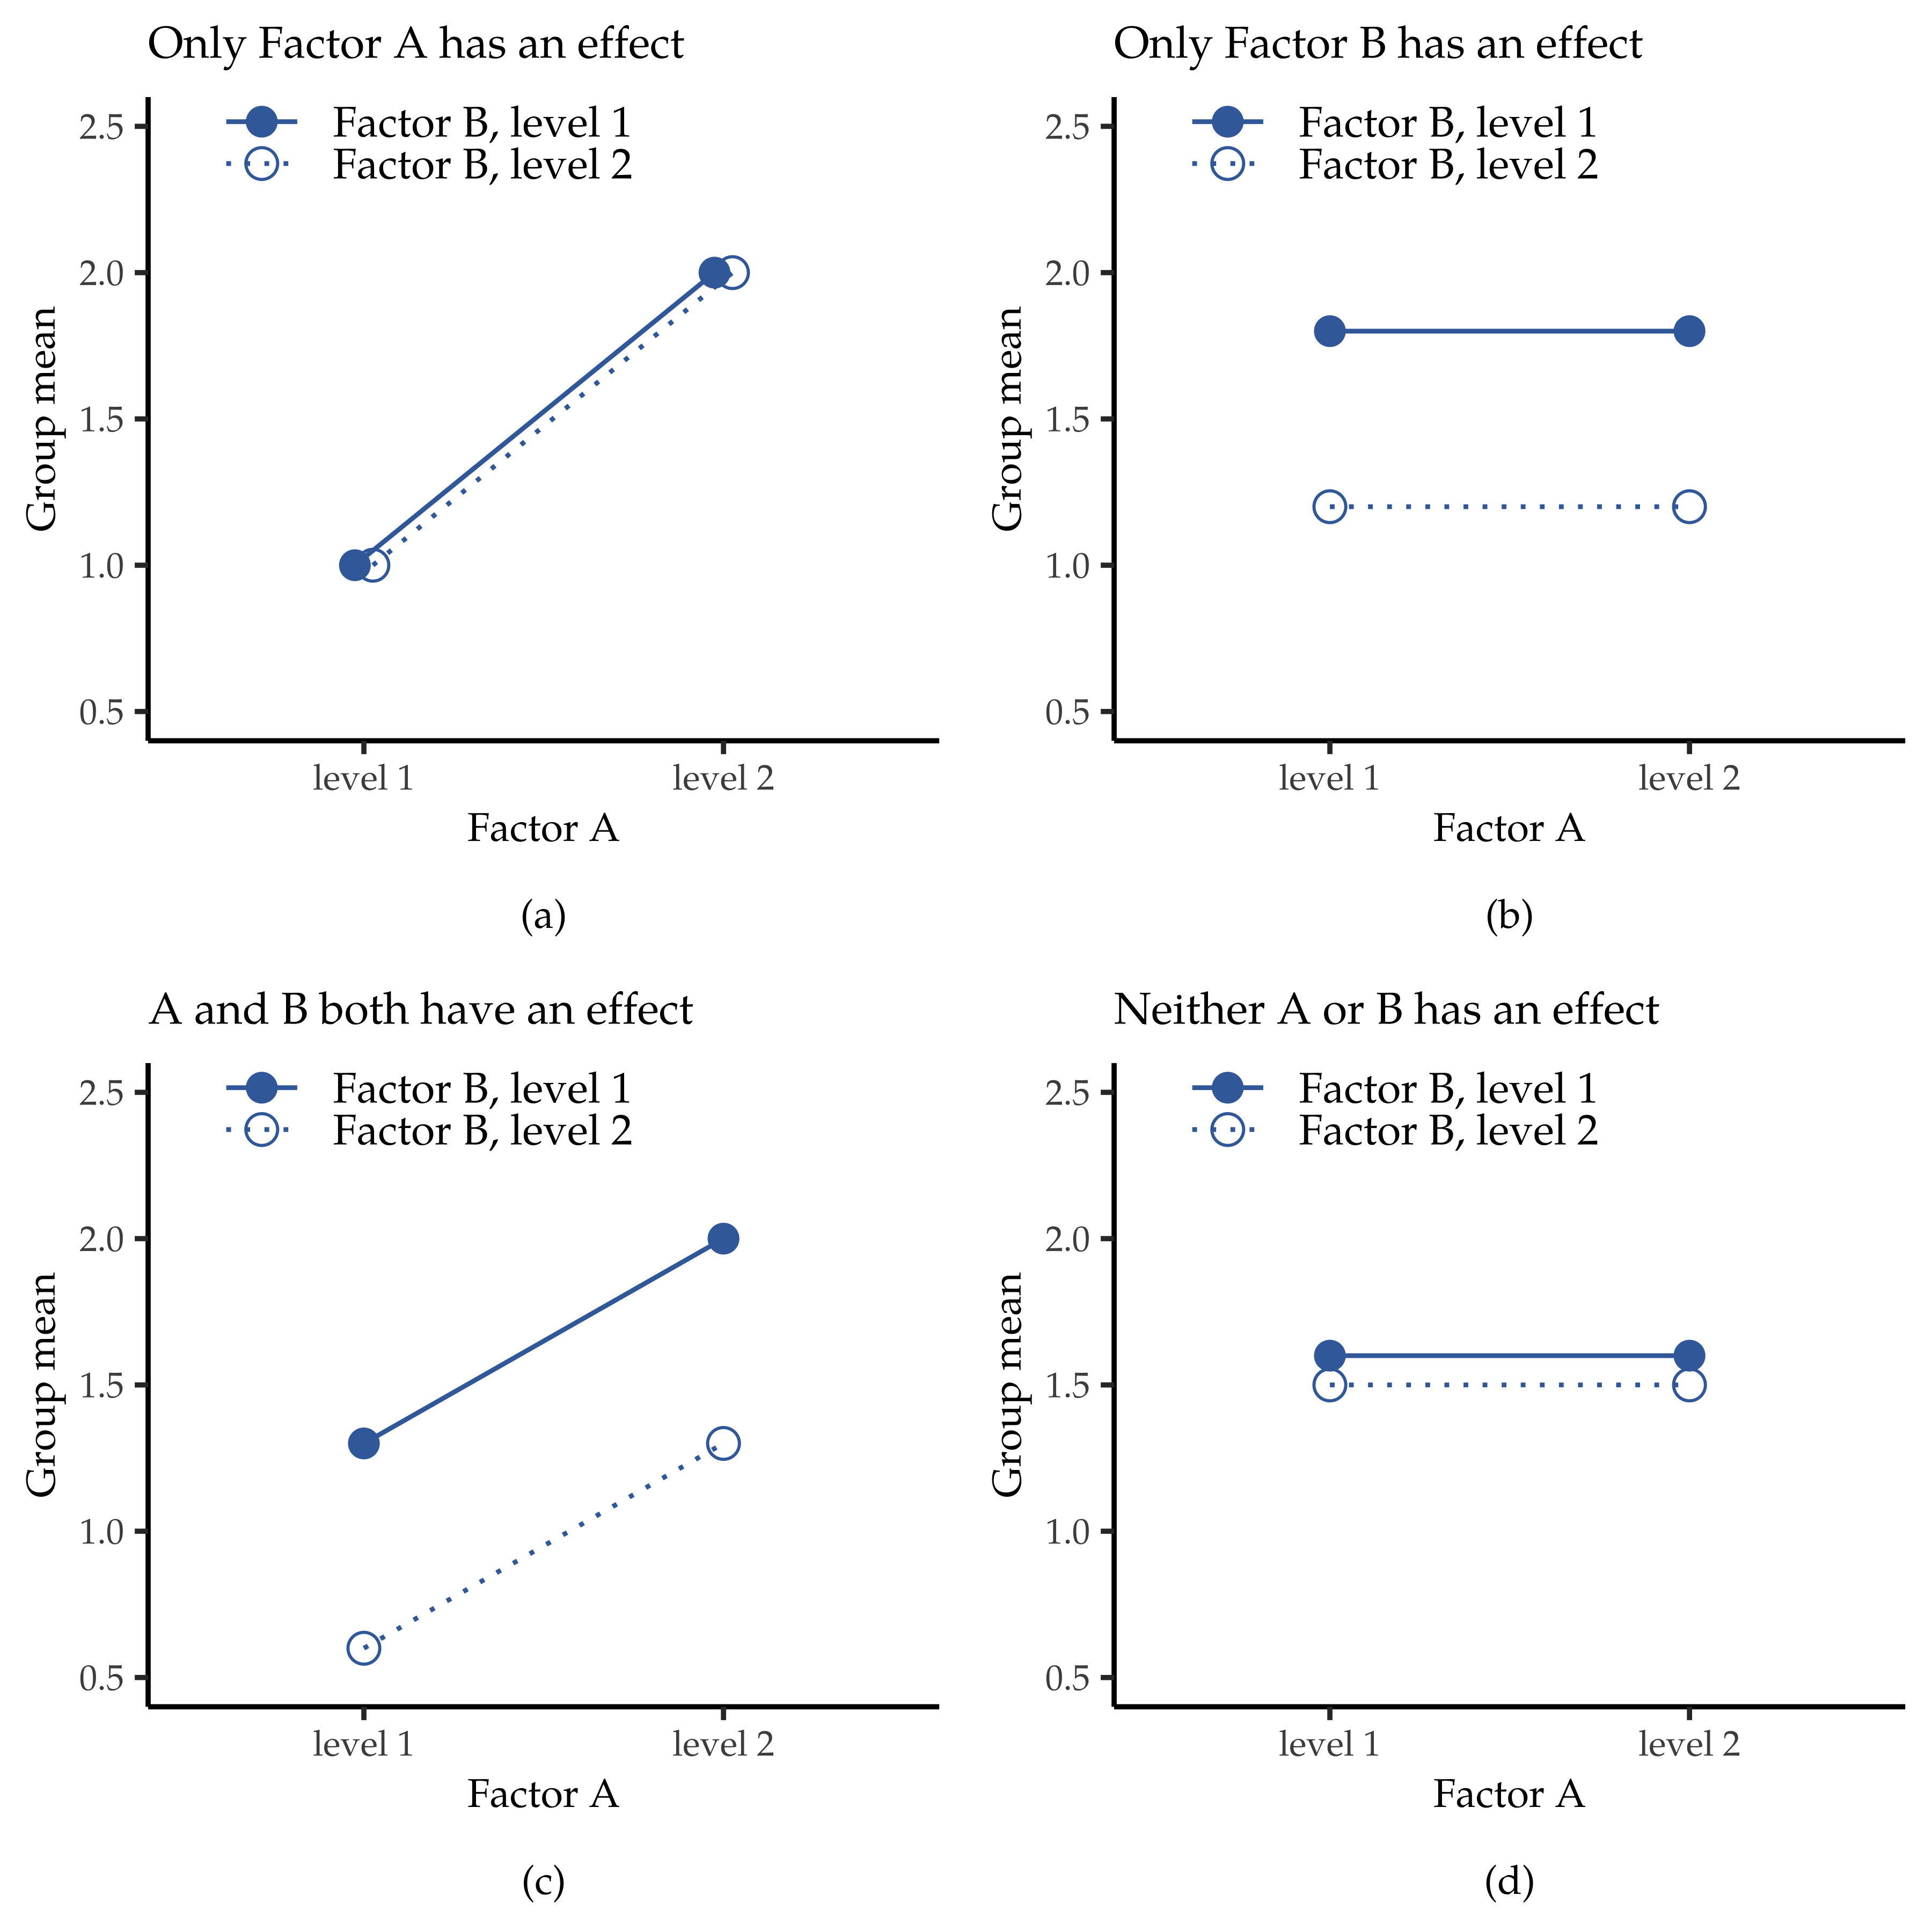 Only Factor A has an effect
Factor B, level 1
Factor B, level 2
2.5
2.0
1.5
1.0
0.5
Group mean
level 1 level 2
Factor A
(a)
Only Factor B has an effect
Factor B, level 1
Factor B, level 2
2.5
2.0
1.5
1.0
0.5
Group mean
level 1 level 2
Factor A
(b)
A and B both have an effect
Factor B, level 1
Factor B, level 2
2.5
2.0
1.5
1.0
0.5
Group mean
level 1 level 2
Factor A
(c)
Neither A or B has an effect
Factor B, level 1
Factor B, level 2
2.5
2.0
1.5
1.0
0.5
Group mean
level 1 level 2
Factor A
(d)